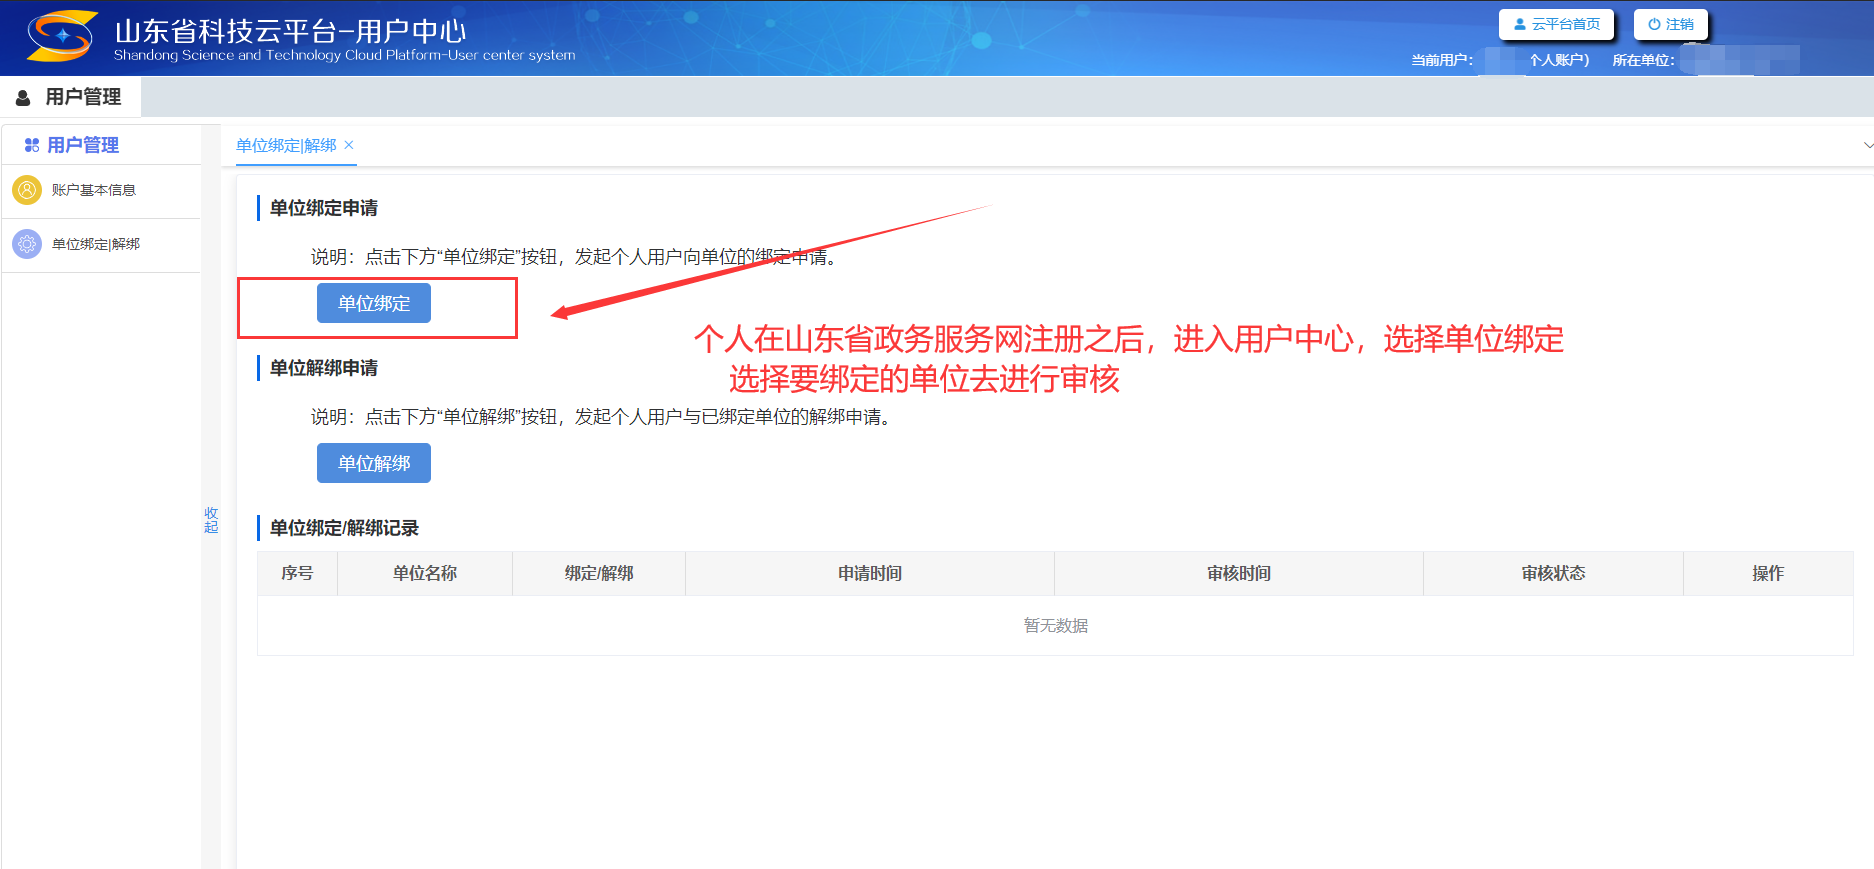 山东省科技云平台-用户中心
Shandong Science and Technology Cloud Platform-User center system
云平台首页
注销
当前用户：
个人账户）
所在单位：
用户管理
用户管理
账户基本信息
单位绑定|解绑
收起
单位绑定|解绑 ×
单位绑定申请
说明：点击下方“单位绑定”按钮，发起个人用户向单位的绑定申请。
单位绑定
个人在山东省政务服务网注册之后，进入用户中心，选择单位绑定
选择要绑定的单位去进行审核
单位解绑申请
说明：点击下方“单位解绑”按钮，发起个人用户与已绑定单位的解绑申请。
单位解绑
单位绑定/解绑记录
序号 单位名称 绑定/解绑 申请时间 审核时间 审核状态 操作
暂无数据